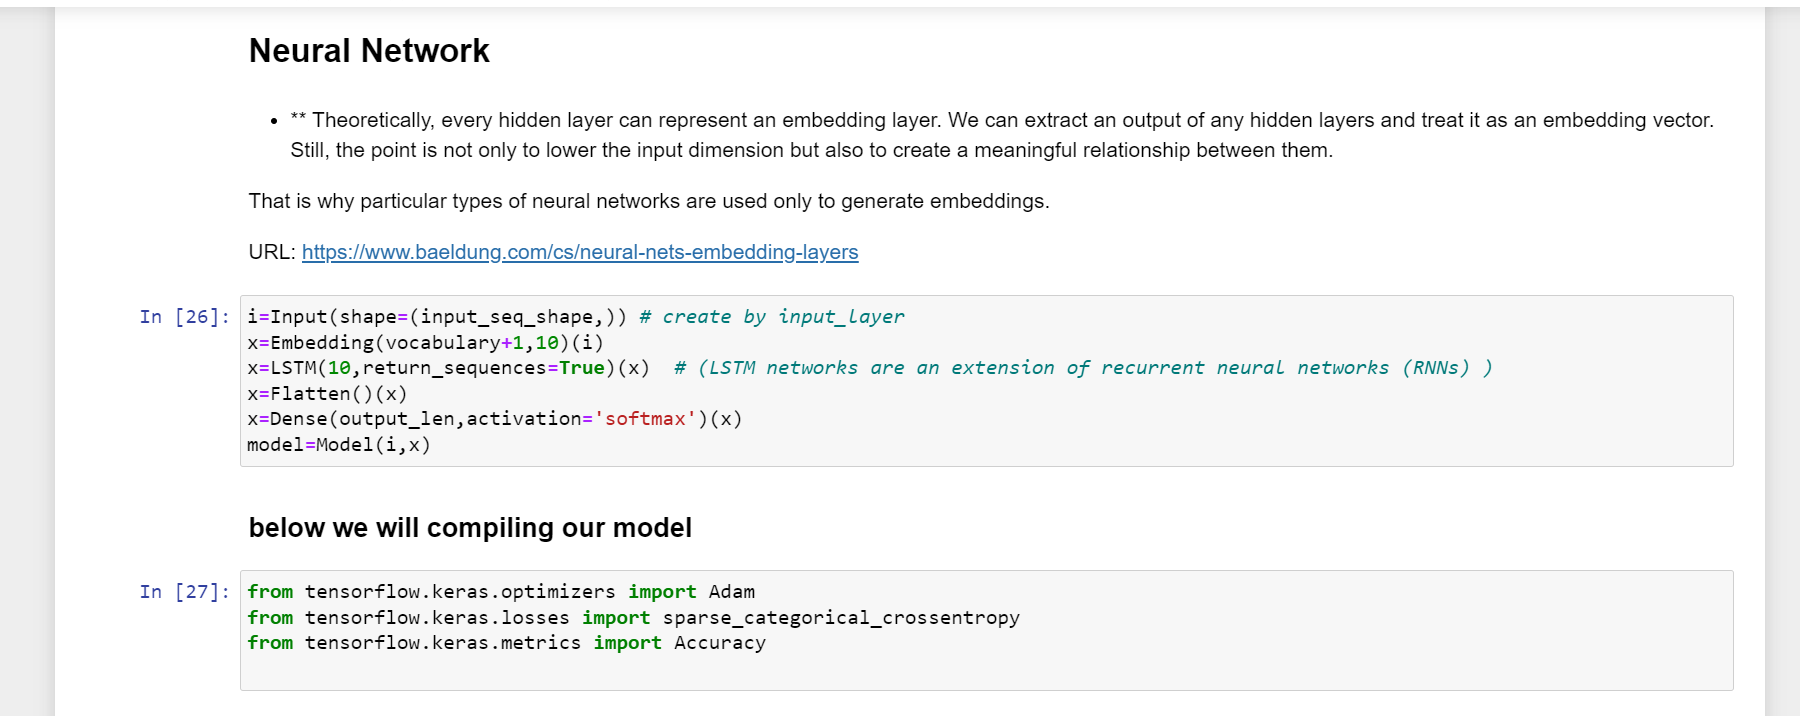 Neural Network
• ** Theoretically, every hidden layer can represent an embedding layer. We can extract an output of any hidden layers and treat it as an embedding vector.
Still, the point is not only to lower the input dimension but also to create a meaningful relationship between them.
That is why particular types of neural networks are used only to generate embeddings.
URL: https://www.baeldung.com/cs/neural-nets-embedding-layers
In [26]: i=Input(shape=(input_seq_shape,)) # create by input_layer
x=Embedding(vocabulary+1,10)(i)
x=LSTM(10,return_sequences=True)(x)  # (LSTM networks are an extension of recurrent neural networks (RNNs) )
x=Flatten()(x)
x=Dense(output_len,activation='softmax')(x)
model=Model(i,x)
below we will compiling our model
In [27]: from tensorflow.keras.optimizers import Adam
from tensorflow.keras.losses import sparse_categorical_crossentropy
from tensorflow.keras.metrics import Accuracy